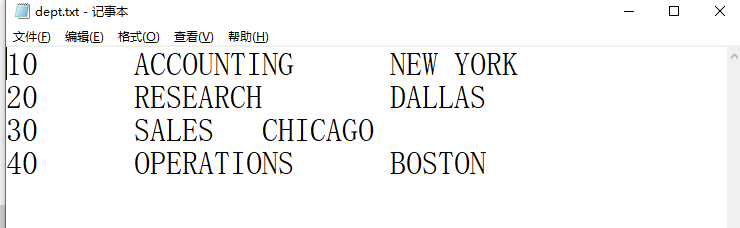 dept.txt - 记事本
文件(F) 编辑(E) 格式(O) 查看(V) 帮助(H)
10 ACCOUNTING NEW YORK
20 RESEARCH DALLAS
30 SALES CHICAGO
40 OPERATIONS BOSTON